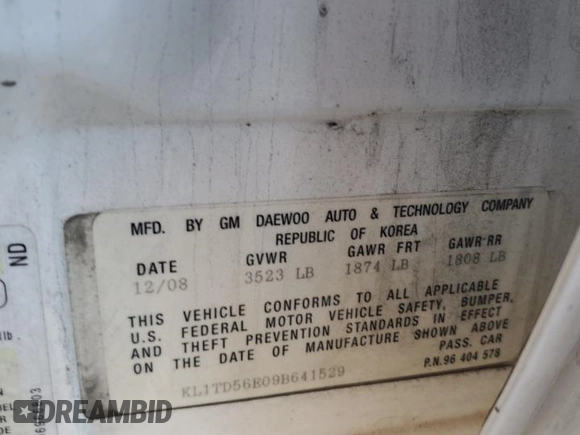 MFD. BY GM DAEWOO AUTO & TECHNOLOGY COMPANY
REPUBLIC OF KOREA
DATE GVWR GAWR FRT GAWR RR
12/08 3523 LB 1874 LB 1808 LB
THIS VEHICLE CONFORMS TO ALL APPLICABLE
U.S. FEDERAL MOTOR VEHICLE SAFETY, BUMPER,
AND THEFT PREVENTION STANDARDS IN EFFECT
ON THE DATE OF MANUFACTURE SHOWN ABOVE
PASS. CAR
P.N. 96 404 578
KL1TD56E09B641529
ND
DREAMBID